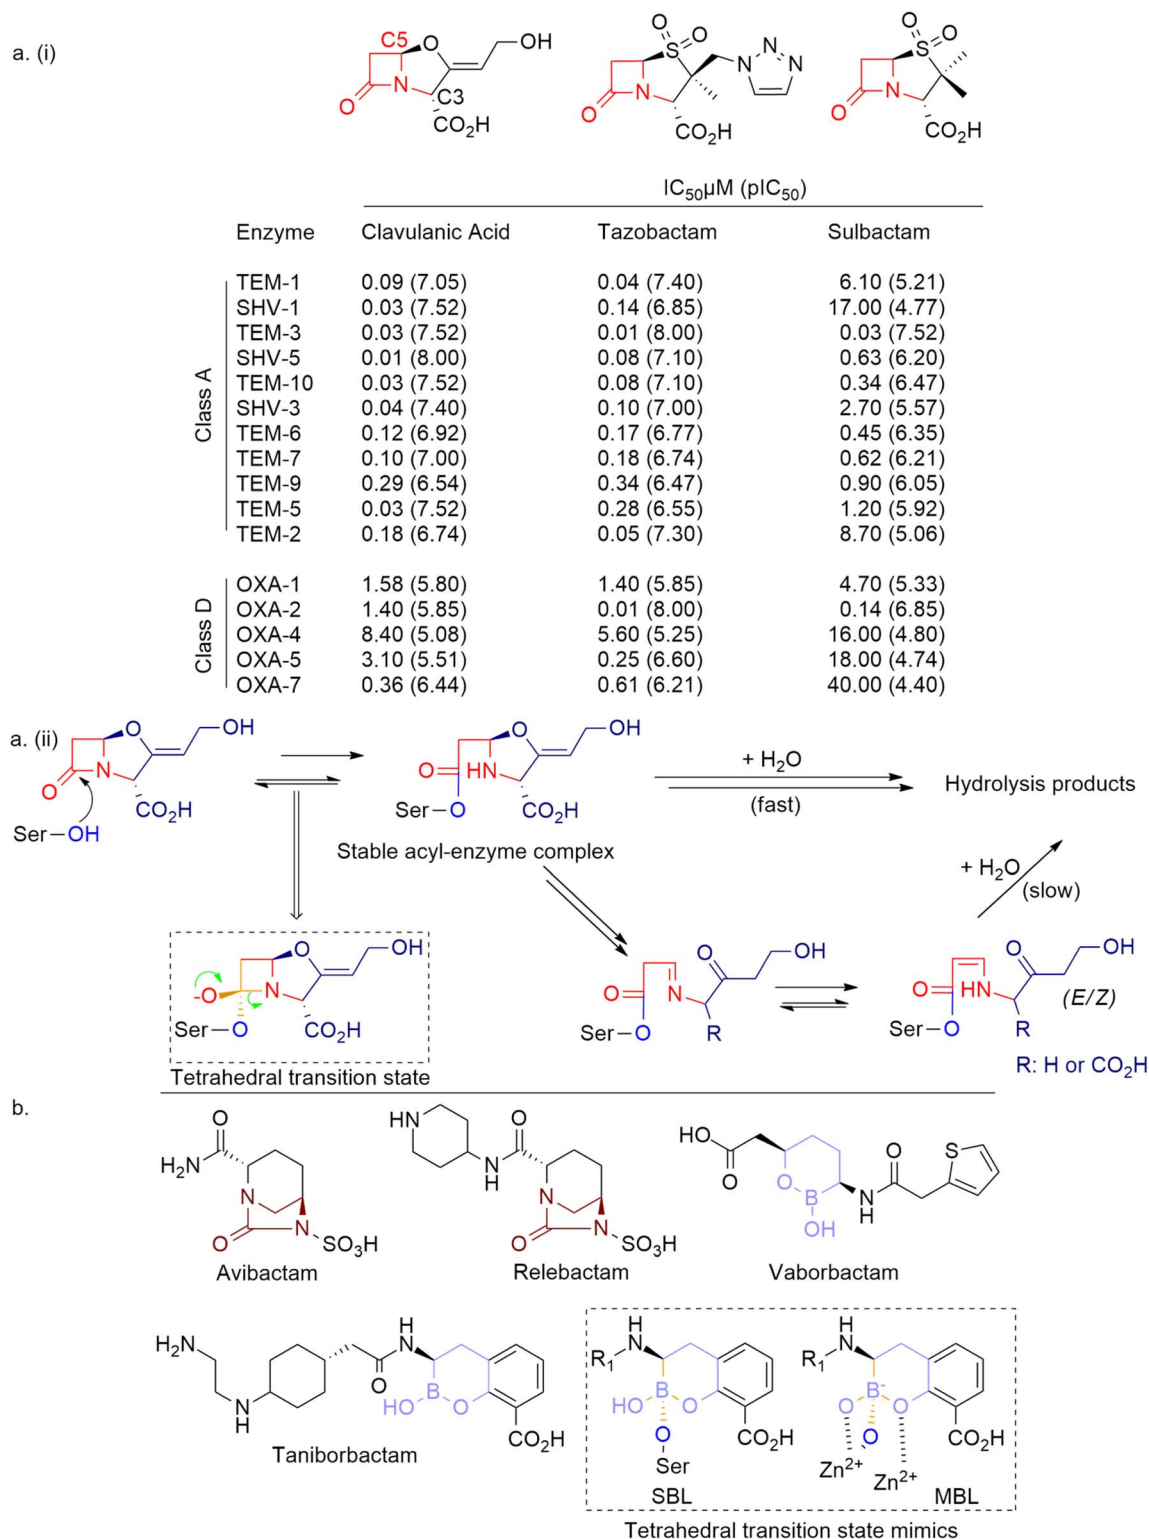 a. (i)
C5 O OH
O N C3
CO2H
O O
S N N N
O N
CO2H
O O
S
O N
CO2H
IC50µM (pIC50)
Enzyme Clavulanic Acid Tazobactam Sulbactam
Class A
TEM-1 0.09 (7.05) 0.04 (7.40) 6.10 (5.21)
SHV-1 0.03 (7.52) 0.14 (6.85) 17.00 (4.77)
TEM-3 0.03 (7.52) 0.01 (8.00) 0.03 (7.52)
SHV-5 0.01 (8.00) 0.08 (7.10) 0.63 (6.20)
TEM-10 0.03 (7.52) 0.08 (7.10) 0.34 (6.47)
SHV-3 0.04 (7.40) 0.10 (7.00) 2.70 (5.57)
TEM-6 0.12 (6.92) 0.17 (6.77) 0.45 (6.35)
TEM-7 0.10 (7.00) 0.18 (6.74) 0.62 (6.21)
TEM-9 0.29 (6.54) 0.34 (6.47) 0.90 (6.05)
TEM-5 0.03 (7.52) 0.28 (6.55) 1.20 (5.92)
TEM-2 0.18 (6.74) 0.05 (7.30) 8.70 (5.06)
Class D
OXA-1 1.58 (5.80) 1.40 (5.85) 4.70 (5.33)
OXA-2 1.40 (5.85) 0.01 (8.00) 0.14 (6.85)
OXA-4 8.40 (5.08) 5.60 (5.25) 16.00 (4.80)
OXA-5 3.10 (5.51) 0.25 (6.60) 18.00 (4.74)
OXA-7 0.36 (6.44) 0.61 (6.21) 40.00 (4.40)
a. (ii)
O OH
O N
CO2H
Ser OH
O OH
O HN
Ser O CO2H
Stable acyl-enzyme complex
+ H2O
(fast)
Hydrolysis products
+ H2O
(slow)
O OH
-O N
Ser O CO2H
Tetrahedral transition state
O OH
O N
Ser O R
O OH
O HN (E/Z)
Ser O R
R: H or CO2H
b.
O
H2N
N
O N SO3H
Avibactam
HN O
N
H
N
O N SO3H
Relebactam
HO
O O B
OH
O
N
H
S
Vaborbactam
H2N
N
H
O
H
N
HO B O
CO2H
Taniborbactam
H
N
R1
HO B O
O
Ser
CO2H
SBL
H
N
R1
O B- O
O
Zn2+ Zn2+
CO2H
MBL
Tetrahedral transition state mimics